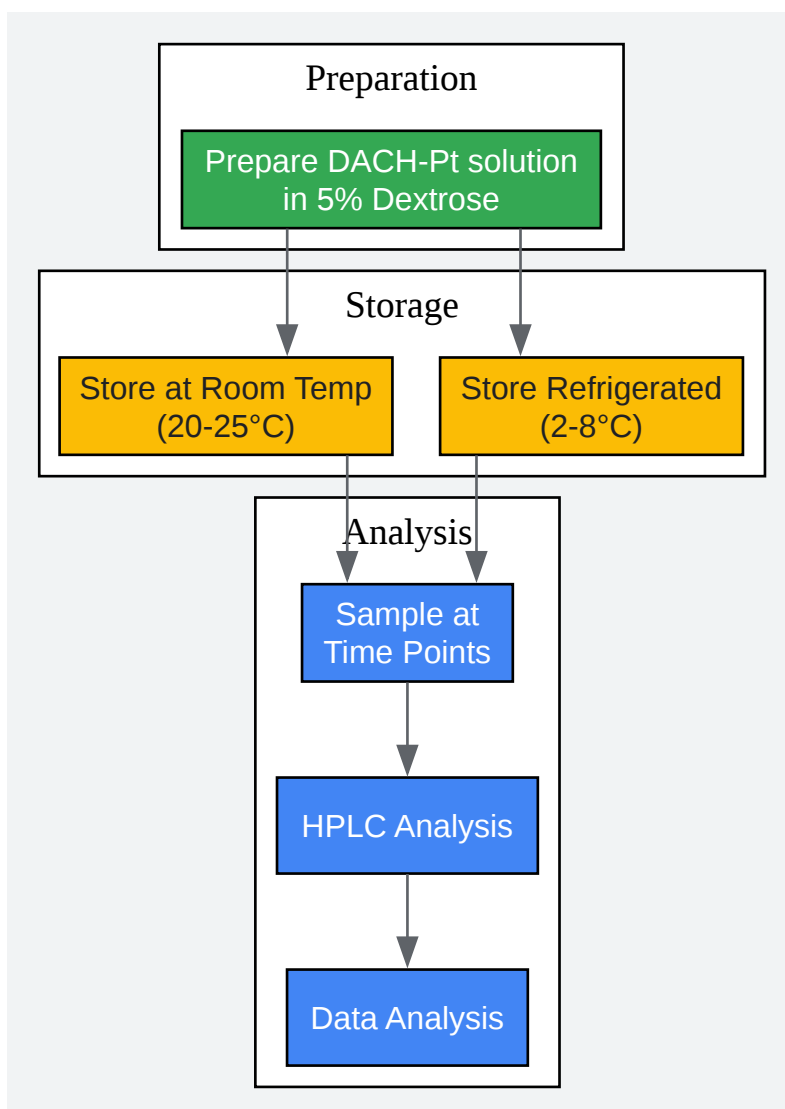 Preparation
Prepare DACH-Pt solution
in 5% Dextrose
Storage
Store at Room Temp
(20-25°C)
Store Refrigerated
(2-8°C)
Analysis
Sample at
Time Points
HPLC Analysis
Data Analysis